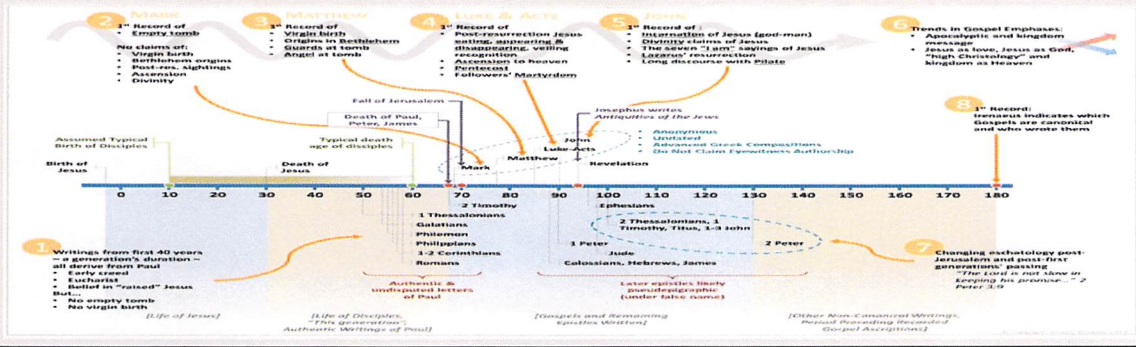 2 MARK
1st Record of
• Empty tomb
No claims of:
• Virgin birth
• Bethlehem origins
• Post-res. sightings
• Ascension
• Divinity
3 MATTHEW
1st Record of
• Virgin birth
• Origins in Bethlehem
• Guards at tomb
• Angel at tomb
4 LUKE & ACTS
1st Record of
• Post-resurrection Jesus
eating, appearing &
disappearing, veiling
recognition
• Ascension to heaven
• Pentecost
• Followers' Martyrdom
5 JOHN
1st Record of :
• Incarnation of Jesus (god-man)
• Divinity claims of Jesus
• The seven "I am" sayings of Jesus
• Lazarus' resurrection
• Long discourse with Pilate
6
Trends in Gospel Emphases:
• Apocalyptic and kingdom
message
• Jesus as love, Jesus as God,
"high Christology" and
kingdom as Heaven
8
1st Record:
Irenaeus indicates which
Gospels are canonical
and who wrote them
Fall of Jerusalem
Death of Paul,
Peter, James
Josephus writes
Antiquities of the Jews
Assumed Typical
Birth of Disciples
Typical death
age of disciples
Birth of
Jesus
Death of
Jesus
Mark
Matthew
Luke-Acts
John
Revelation
• Anonymous
• Undated
• Advanced Greek Compositions
• Do Not Claim Eyewitness Authorship
0 10 20 30 40 50 60 70 80 90 100 110 120 130 140 150 160 170 180 190
2 Timothy
1 Thessalonians
Galatians
Philemon
Philippians
1-2 Corinthians
Romans
Ephesians
2 Thessalonians, 1
Timothy, Titus, 1-3 John
1 Peter
2 Peter
Jude
Colossians, Hebrews, James
1
Writings from first 40 years
– a generation's duration –
all derive from Paul
• Early creed
• Eucharist
• Belief in "raised" Jesus
But...
• No empty tomb
• No virgin birth
Authentic &
undisputed letters
of Paul
Later epistles likely
pseudepigraphic
(under false name)
7
Changing eschatology post-
Jerusalem and post-first
generations' passing
"The Lord is not slow in
keeping his promise..." 2
Peter 3:9
[Life of Jesus]
[Life of Disciples,
"This generation",
Authentic Writings of Paul]
[Gospels and Remaining
Epistles Written]
[Other Non-Canonical Writings,
Period Preceding Recorded
Gospel Ascriptions]